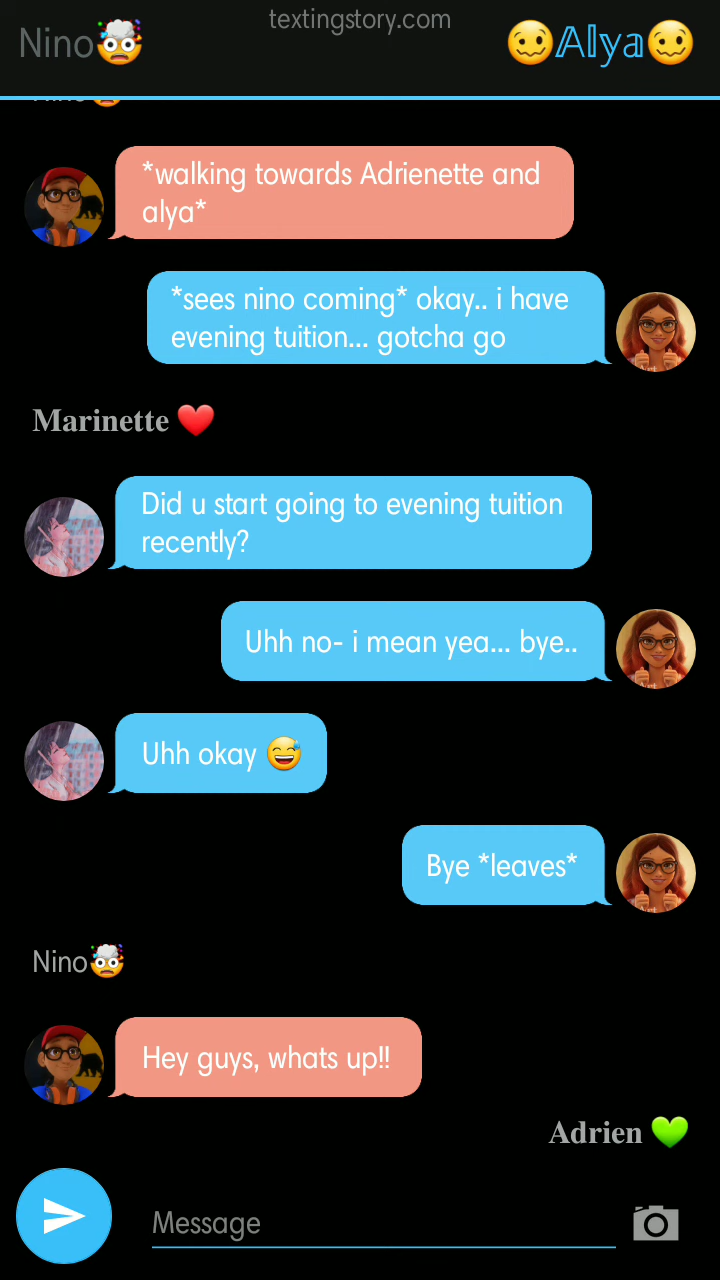 textingstory.com
Nino🤯
🥴𝔸lya🥴
*walking towards Adrienette and
alya*
*sees nino coming* okay.. i have
evening tuition... gotcha go
Marinette ❤️
Did u start going to evening tuition
recently?
Uhh no- i mean yea... bye..
Uhh okay 😅
Bye *leaves*
Nino🤯
Hey guys, whats up!!
Adrien 💚
Message